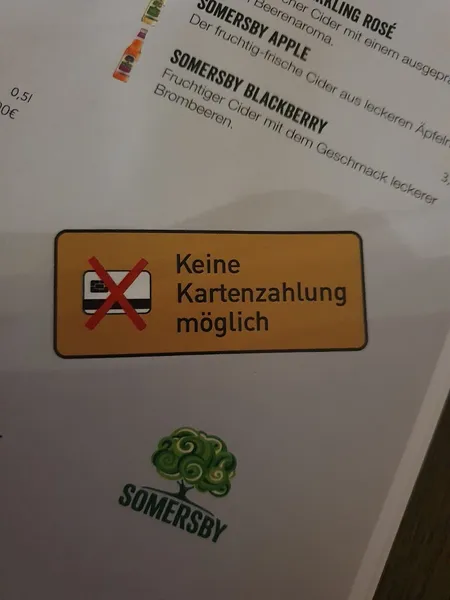 SOMERSBY APPLE
Der fruchtig-frische Cider aus leckeren Äpfeln
SOMERSBY BLACKBERRY
Fruchtiger Cider mit dem Geschmack leckerer
Brombeeren.
0,5l
Keine
Kartenzahlung
möglich
SOMERSBY